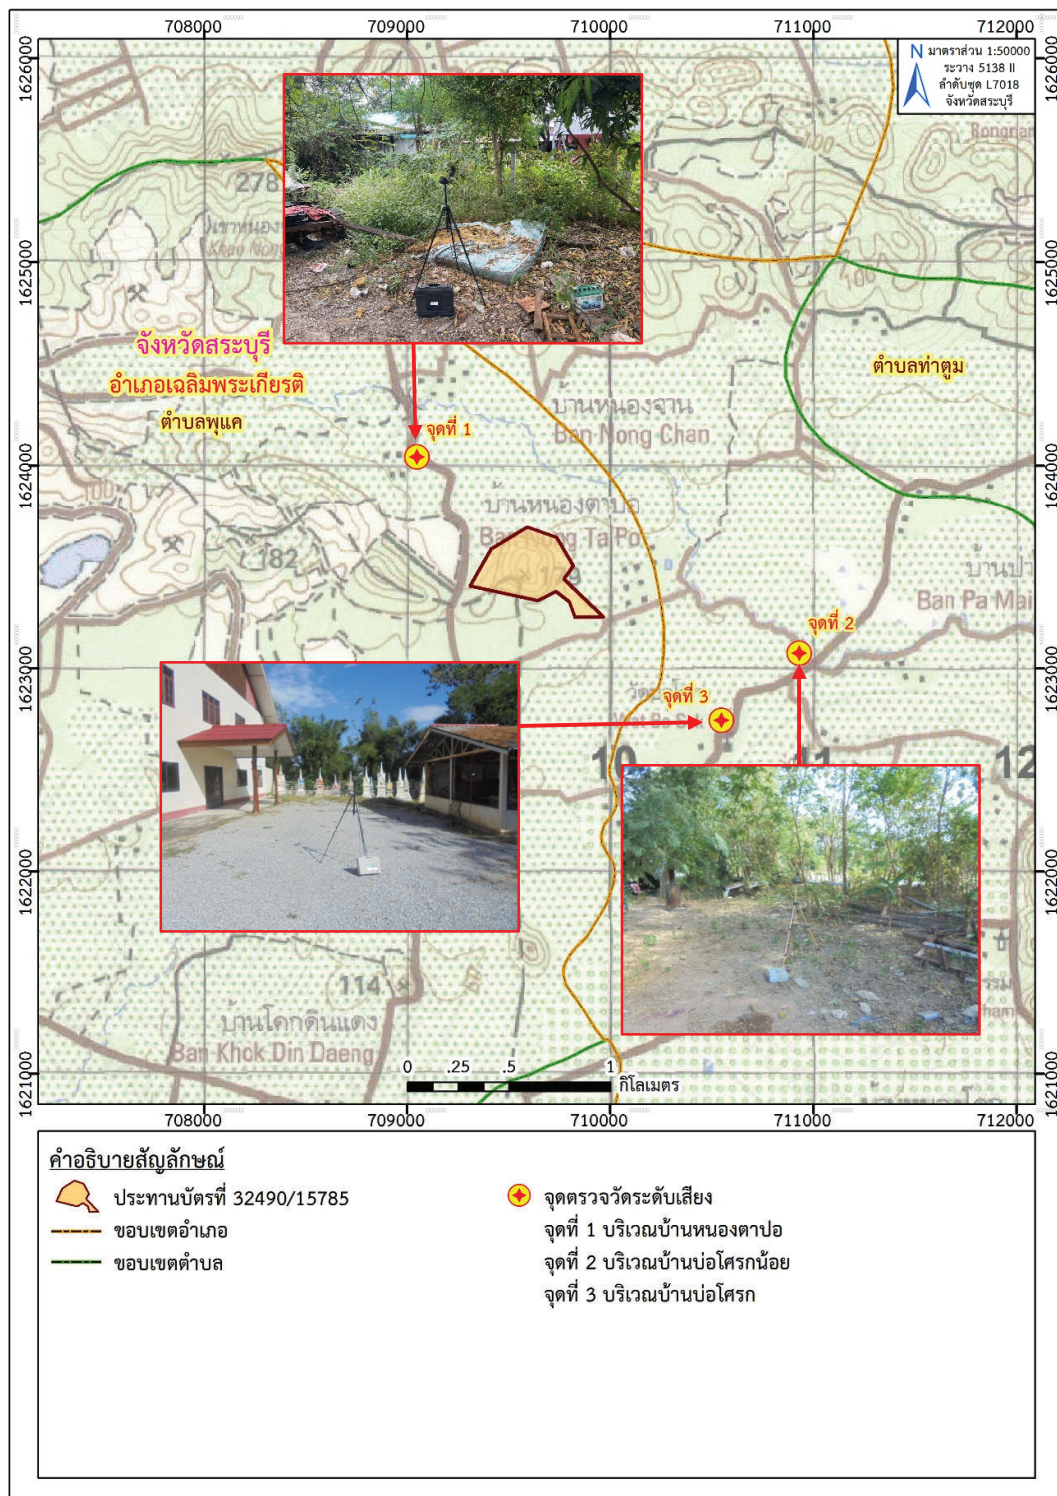 708000 709000 710000 711000 712000
N มาตราส่วน 1:50000
ระวาง 5138 II
ลำดับชุด L7018
จังหวัดสระบุรี
1626000 1626000
278
1625000 1625000
จังหวัดสระบุรี
อำเภอเฉลิมพระเกียรติ
ตำบลพุแค
ตำบลท่าตูม
บ้านหนองจาน
Ban Nong Chan
จุดที่ 1
1624000 1624000
100
บ้านหนองตาปอ
Ban Nong Ta Po
182
179
Ban Pa Mai
จุดที่ 2
1623000 1623000
จุดที่ 3
10 11 12
1622000 1622000
114
บ้านโคกดินแดง
Ban Khok Din Daeng
0 .25 .5 1
กิโลเมตร
1621000 1621000
708000 709000 710000 711000 712000
คำอธิบายสัญลักษณ์
ประทานบัตรที่ 32490/15785
ขอบเขตอำเภอ
ขอบเขตตำบล
จุดตรวจวัดระดับเสียง
จุดที่ 1 บริเวณบ้านหนองตาปอ
จุดที่ 2 บริเวณบ้านบ่อโศรกน้อย
จุดที่ 3 บริเวณบ้านบ่อโศรก